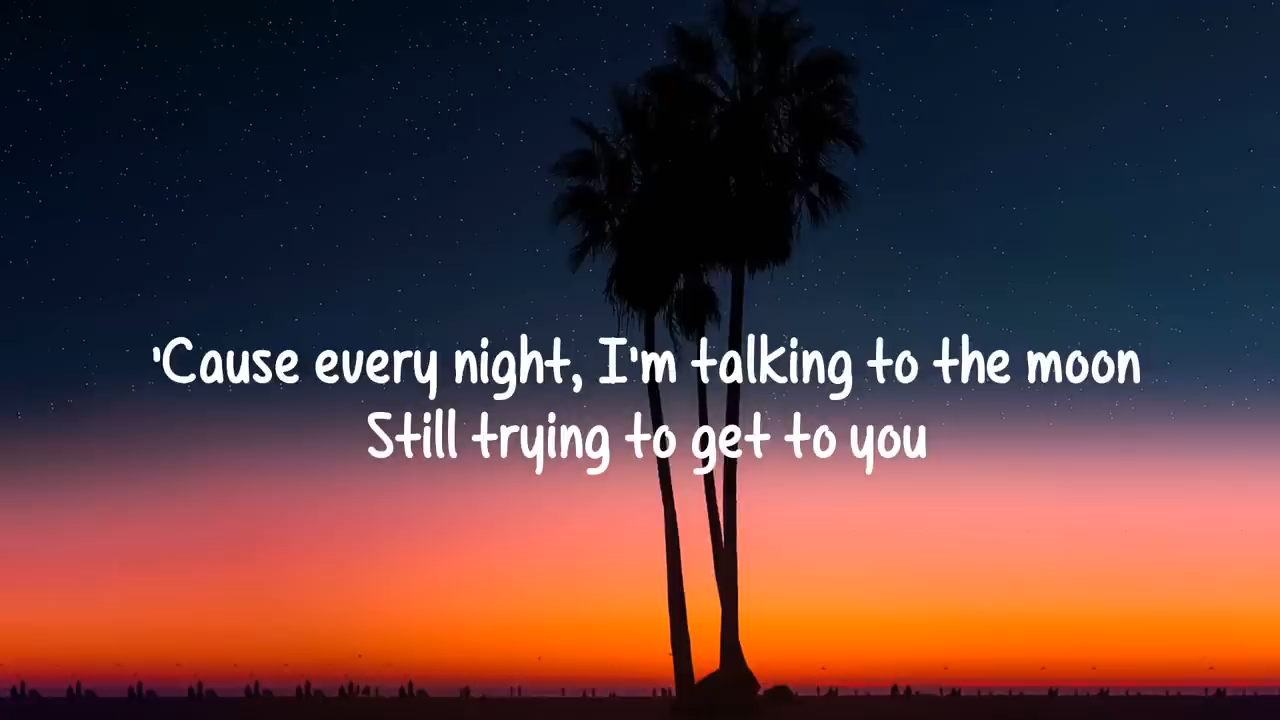 'Cause every night, I'm talking to the moon
Still trying to get to you